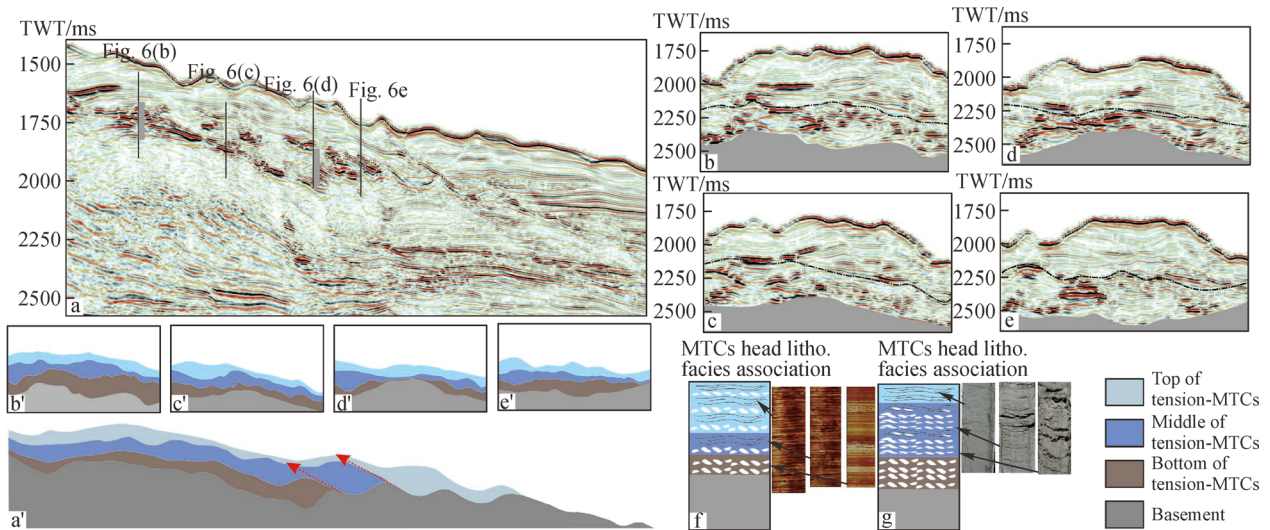 TWT/ms
1500
1750
2000
2250
2500
Fig. 6(b)
Fig. 6(c)
Fig. 6(d)
Fig. 6e
a
TWT/ms
1750
2000
2250
2500
b
TWT/ms
1750
2000
2250
2500
d
TWT/ms
1750
2000
2250
2500
c
TWT/ms
1750
2000
2250
2500
e
b'
c'
d'
e'
a'
MTCs head litho.
facies association
f
MTCs head litho.
facies association
g
Top of
tension-MTCs
Middle of
tension-MTCs
Bottom of
tension-MTCs
Basement